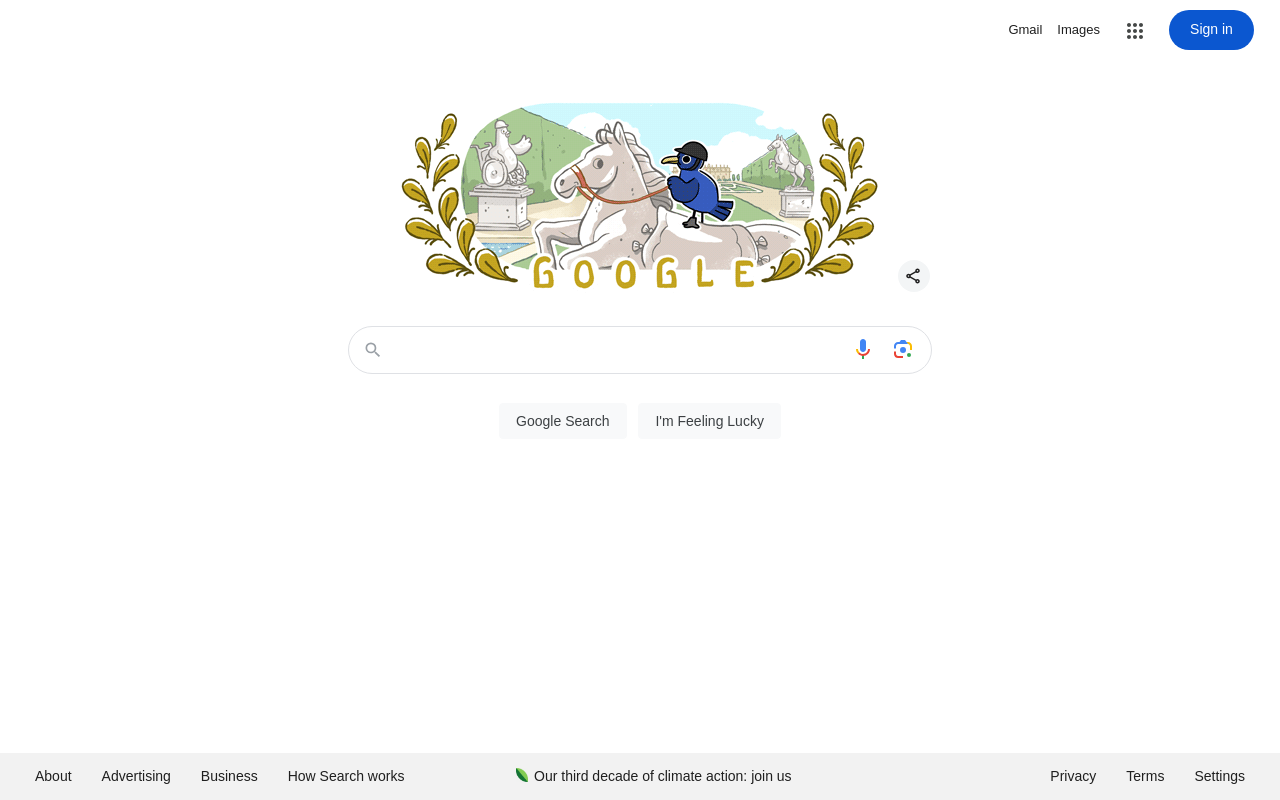 Gmail Images Sign in
GOOGLE
Google Search I'm Feeling Lucky
About Advertising Business How Search works Our third decade of climate action: join us Privacy Terms Settings